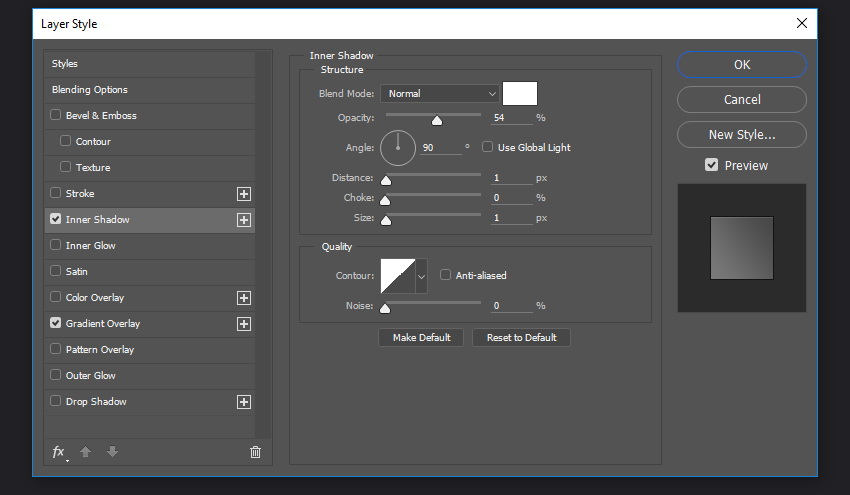 Layer Style
Styles
Blending Options
Bevel & Emboss
Contour
Texture
Stroke
Inner Shadow
Inner Glow
Satin
Color Overlay
Gradient Overlay
Pattern Overlay
Outer Glow
Drop Shadow
fx
Inner Shadow
Structure
Blend Mode: Normal
Opacity: 54 %
Angle: 90 ° Use Global Light
Distance: 1 px
Choke: 0 %
Size: 1 px
Quality
Contour: Anti-aliased
Noise: 0 %
Make Default Reset to Default
OK
Cancel
New Style...
Preview